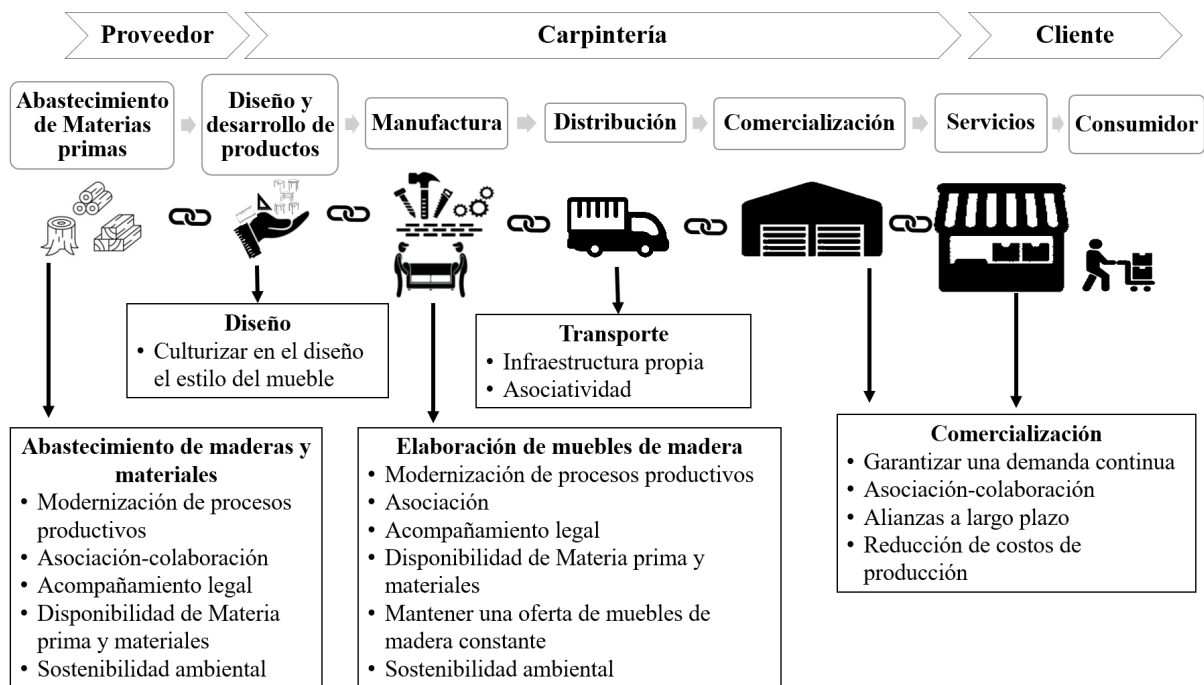 Proveedor
Carpintería
Cliente
Abastecimiento
de Materias
primas
Diseño y
desarrollo de
productos
Manufactura
Distribución
Comercialización
Servicios
Consumidor
Diseño
• Culturizar en el diseño
el estilo del mueble
Transporte
• Infraestructura propia
• Asociatividad
Abastecimiento de maderas y
materiales
• Modernización de procesos
productivos
• Asociación-colaboración
• Acompañamiento legal
• Disponibilidad de Materia
prima y materiales
• Sostenibilidad ambiental
Elaboración de muebles de madera
• Modernización de procesos productivos
• Asociación
• Acompañamiento legal
• Disponibilidad de Materia prima y
materiales
• Mantener una oferta de muebles de
madera constante
• Sostenibilidad ambiental
Comercialización
• Garantizar una demanda continua
• Asociación-colaboración
• Alianzas a largo plazo
• Reducción de costos de
producción